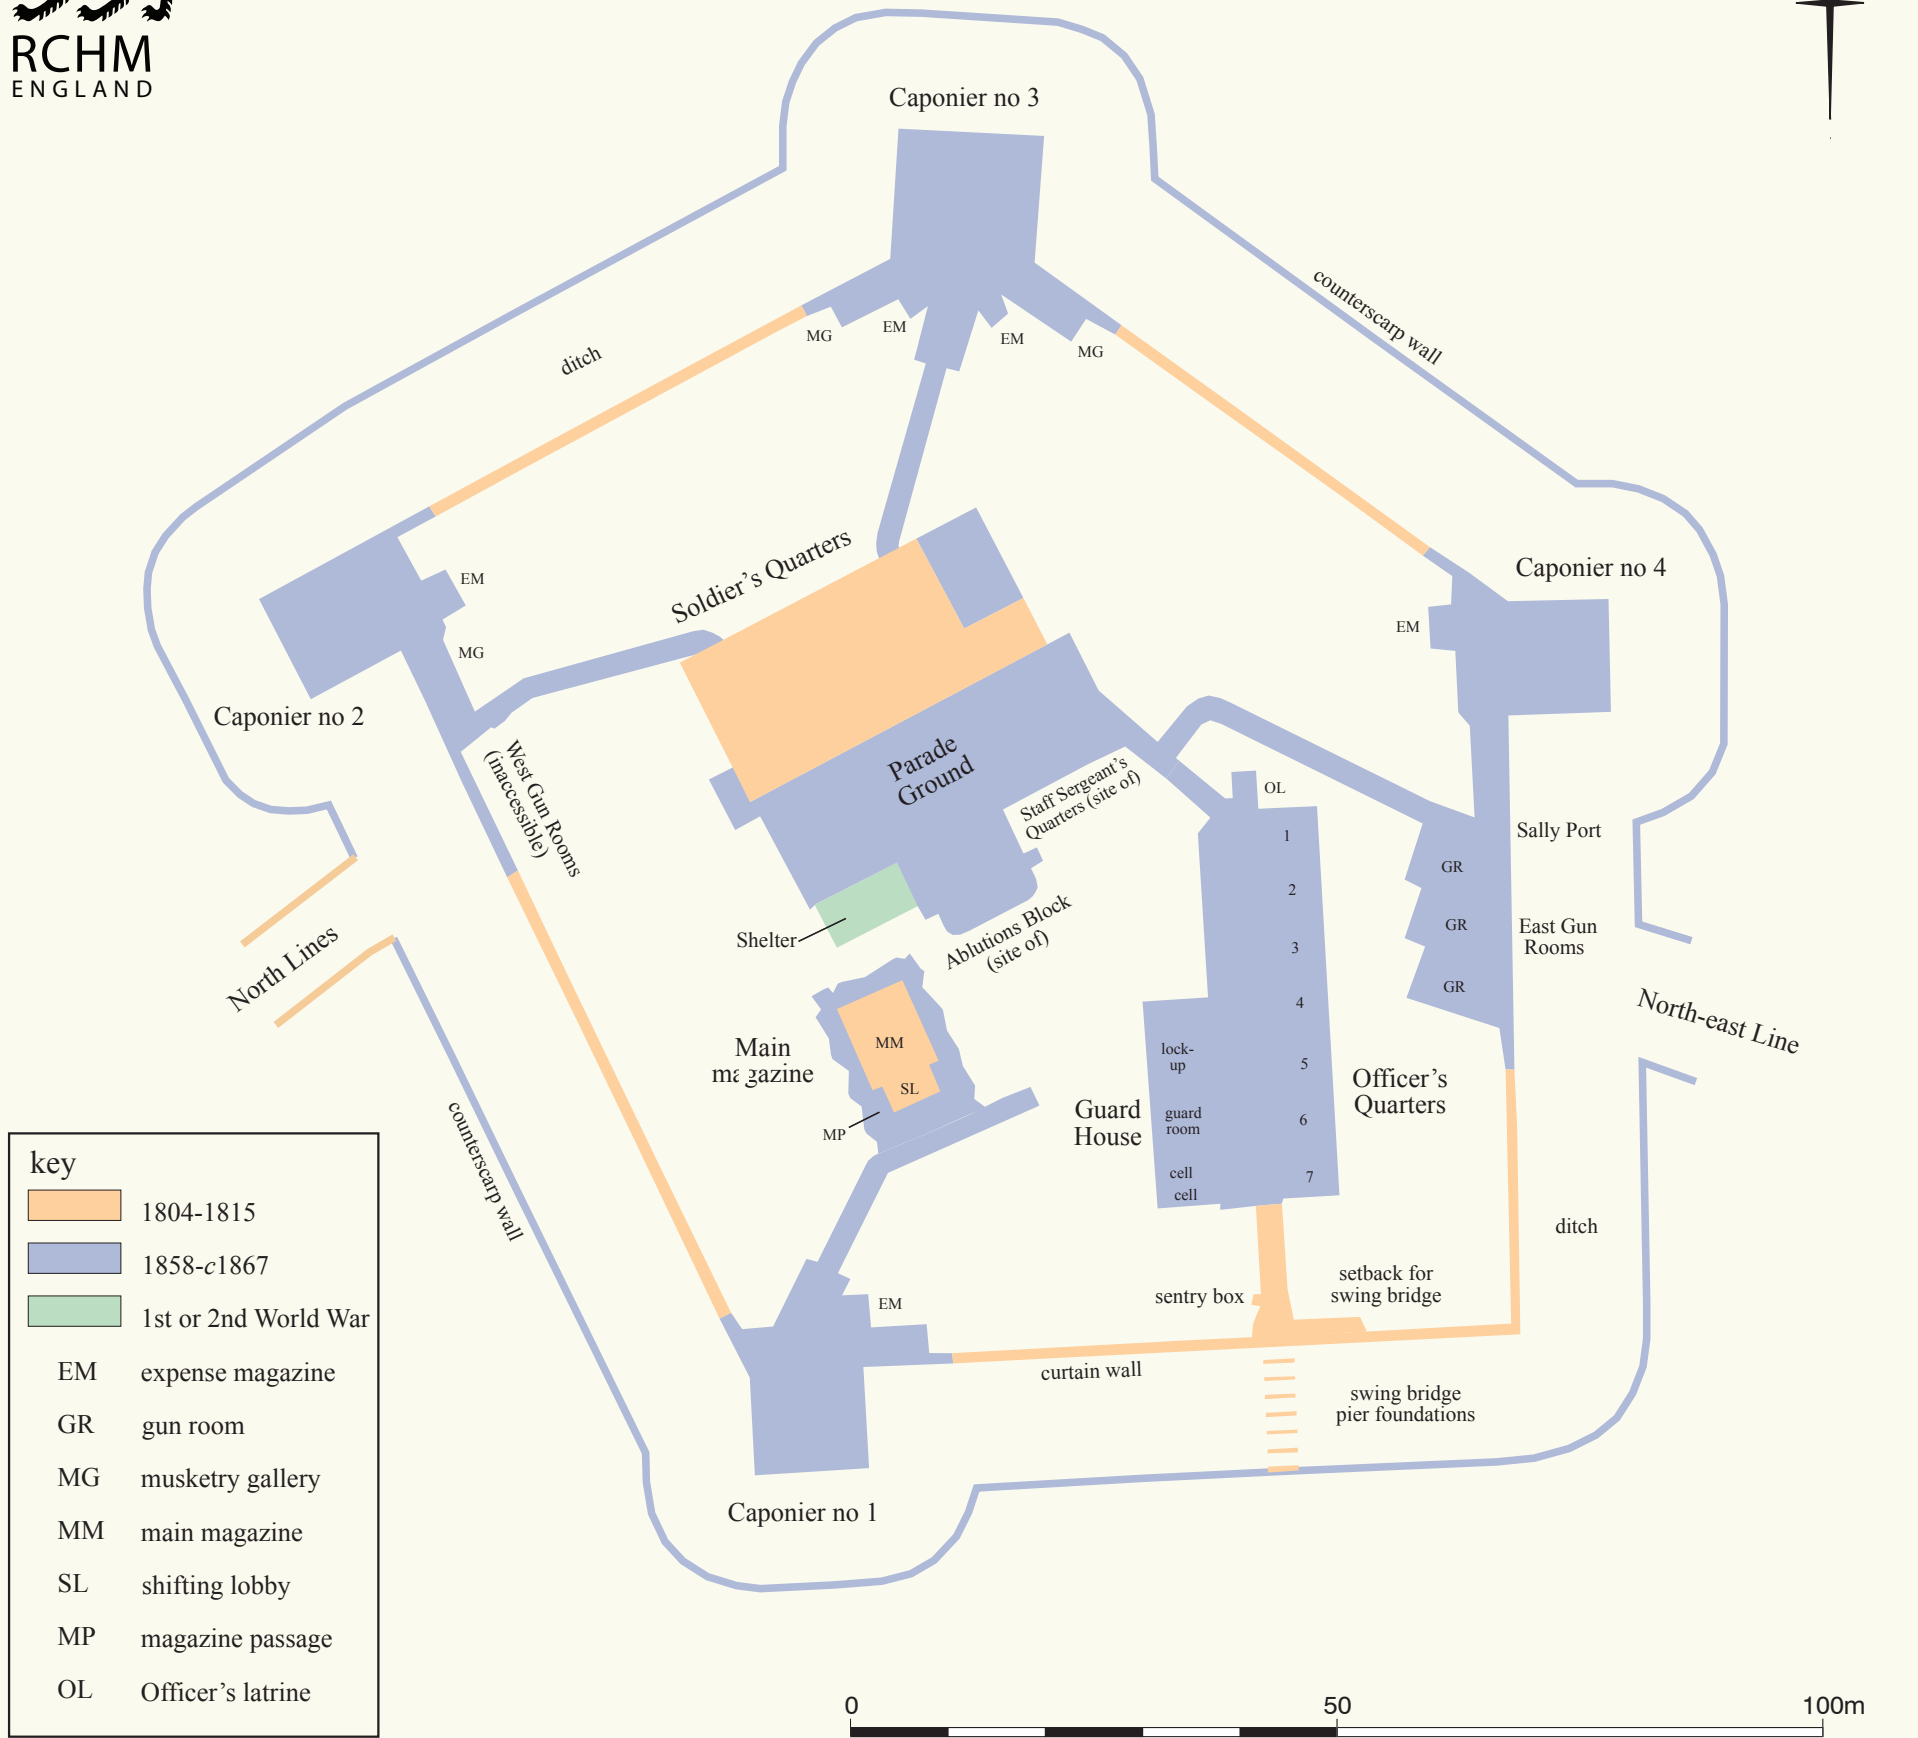 RCHM
ENGLAND
Caponier no 3
counterscarp wall
MG
EM
EM
MG
ditch
Soldier's Quarters
Caponier no 4
EM
EM
MG
Caponier no 2
West Gun Rooms
(inaccessible)
Parade
Ground
Staff Sergeant's
Quarters (site of)
OL
1
2
3
4
5
6
7
Sally Port
GR
GR
GR
East Gun
Rooms
North-east Line
North Lines
Shelter
Ablutions Block
(site of)
Main
magazine
MM
SL
MP
lock-
up
guard
room
cell
cell
Guard
House
Officer's
Quarters
counterscarp wall
ditch
sentry box
setback for
swing bridge
EM
curtain wall
swing bridge
pier foundations
Caponier no 1
key
1804-1815
1858-c1867
1st or 2nd World War
EM expense magazine
GR gun room
MG musketry gallery
MM main magazine
SL shifting lobby
MP magazine passage
OL Officer's latrine
0 50 100m